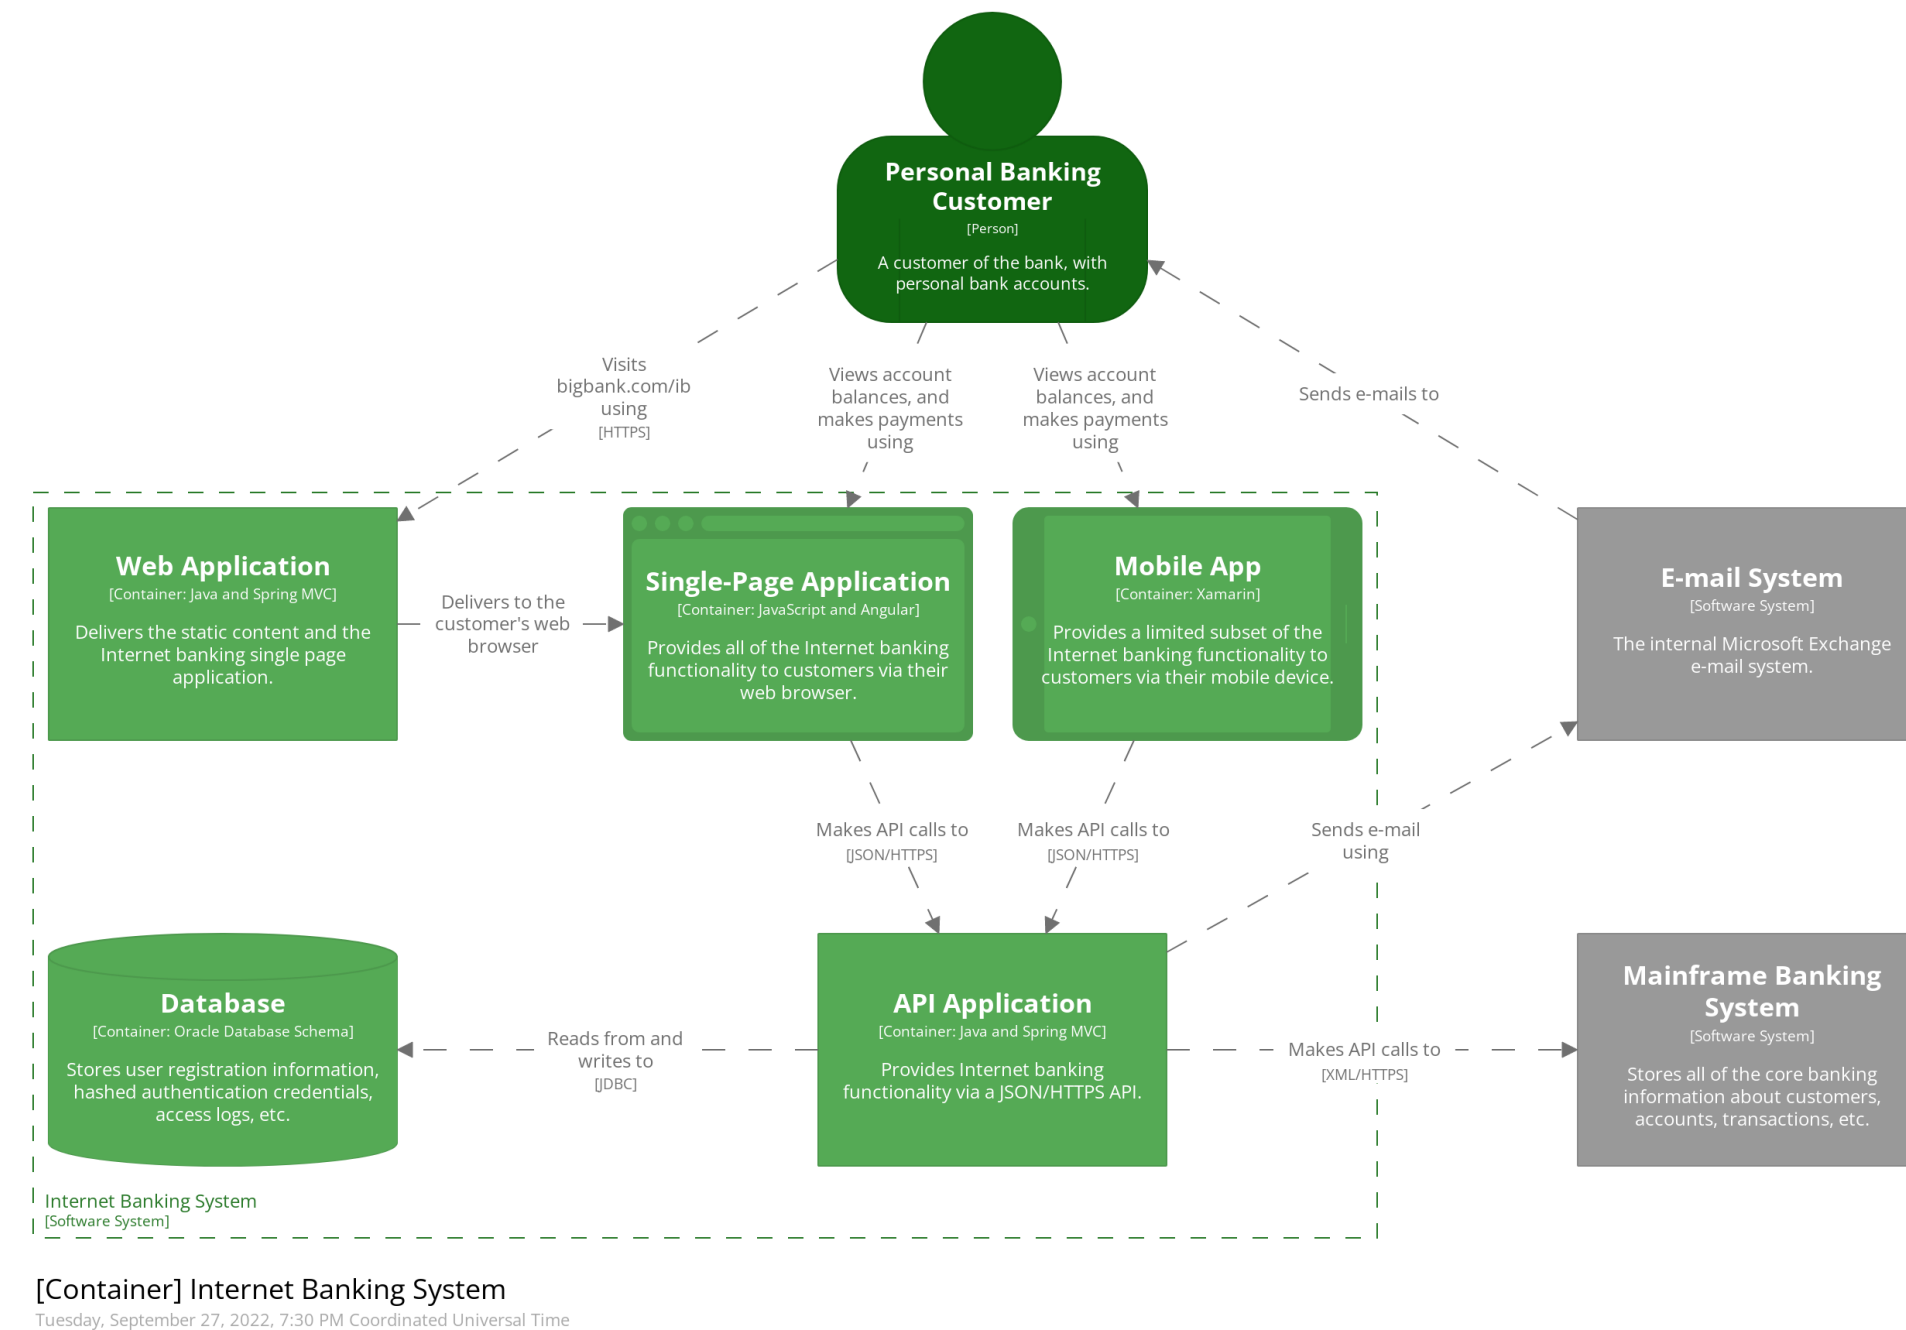 Personal Banking
Customer
[Person]
A customer of the bank, with
personal bank accounts.
Visits
bigbank.com/ib
using
[HTTPS]
Views account
balances, and
makes payments
using
Views account
balances, and
makes payments
using
Sends e-mails to
Web Application
[Container: Java and Spring MVC]
Delivers the static content and the
Internet banking single page
application.
Delivers to the
customer's web
browser
Single-Page Application
[Container: JavaScript and Angular]
Provides all of the Internet banking
functionality to customers via their
web browser.
Mobile App
[Container: Xamarin]
Provides a limited subset of the
Internet banking functionality to
customers via their mobile device.
E-mail System
[Software System]
The internal Microsoft Exchange
e-mail system.
Makes API calls to
[JSON/HTTPS]
Makes API calls to
[JSON/HTTPS]
Sends e-mail
using
Database
[Container: Oracle Database Schema]
Stores user registration information,
hashed authentication credentials,
access logs, etc.
Reads from and
writes to
[JDBC]
API Application
[Container: Java and Spring MVC]
Provides Internet banking
functionality via a JSON/HTTPS API.
Makes API calls to
[XML/HTTPS]
Mainframe Banking
System
[Software System]
Stores all of the core banking
information about customers,
accounts, transactions, etc.
Internet Banking System
[Software System]
[Container] Internet Banking System
Tuesday, September 27, 2022, 7:30 PM Coordinated Universal Time